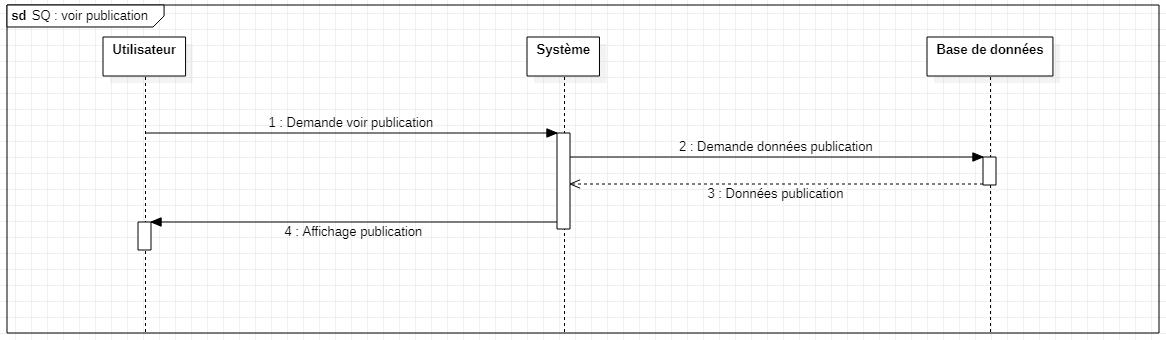 sd SQ : voir publication
Utilisateur
Système
Base de données
1 : Demande voir publication
2 : Demande données publication
3 : Données publication
4 : Affichage publication